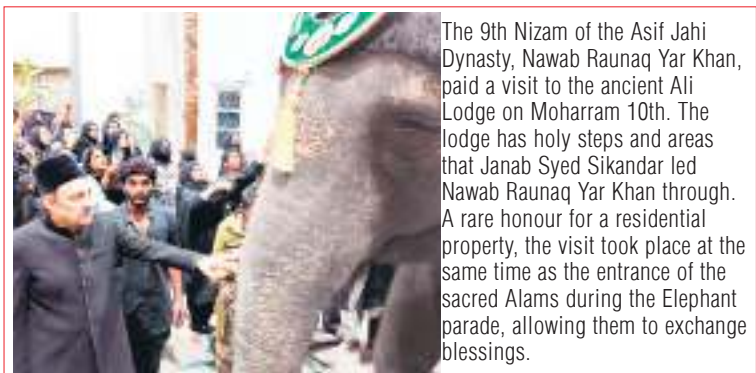 The 9th Nizam of the Asif Jahi
Dynasty, Nawab Raunaq Yar Khan,
paid a visit to the ancient Ali
Lodge on Moharram 10th. The
lodge has holy steps and areas
that Janab Syed Sikandar led
Nawab Raunaq Yar Khan through.
A rare honour for a residential
property, the visit took place at the
same time as the entrance of the
sacred Alams during the Elephant
parade, allowing them to exchange
blessings.